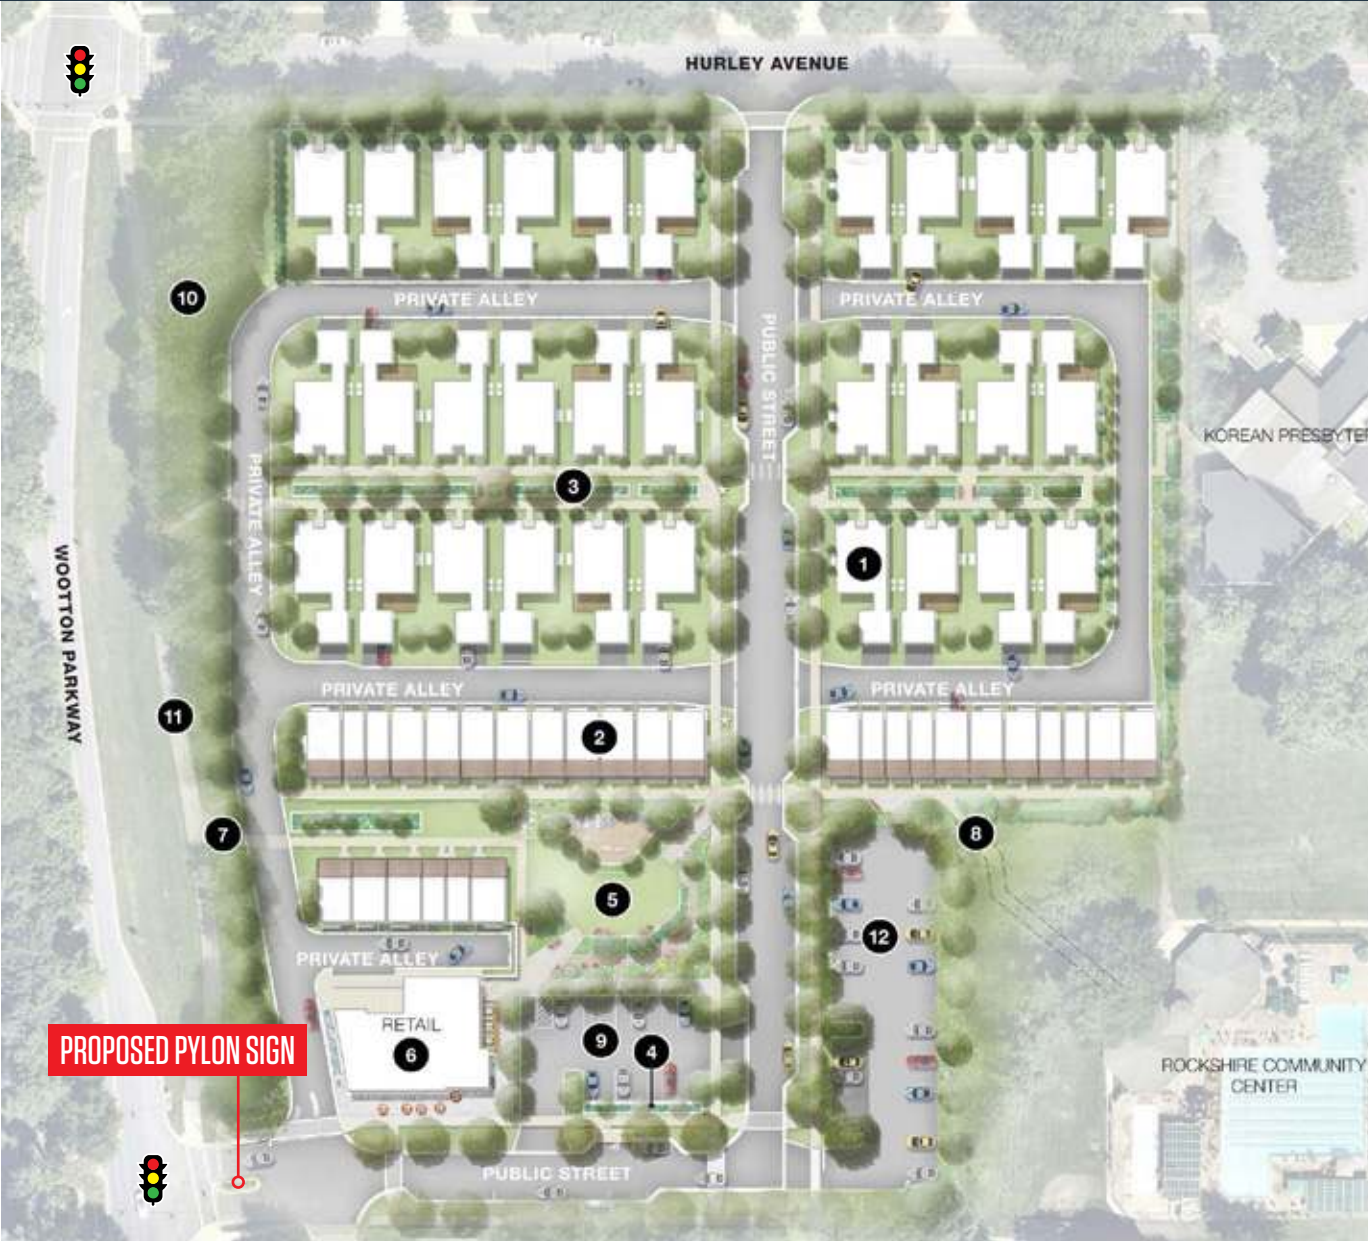 HURLEY AVENUE
PRIVATE ALLEY
PRIVATE ALLEY
10
PUBLIC STREET
KOREAN PRESBYTER
PRIVATE ALLEY
3
1
WOOTTON PARKWAY
PRIVATE ALLEY
PRIVATE ALLEY
11
2
7
8
5
12
PRIVATE ALLEY
RETAIL
6
9
4
PROPOSED PYLON SIGN
ROCKSHIRE COMMUNITY
CENTER
PUBLIC STREET